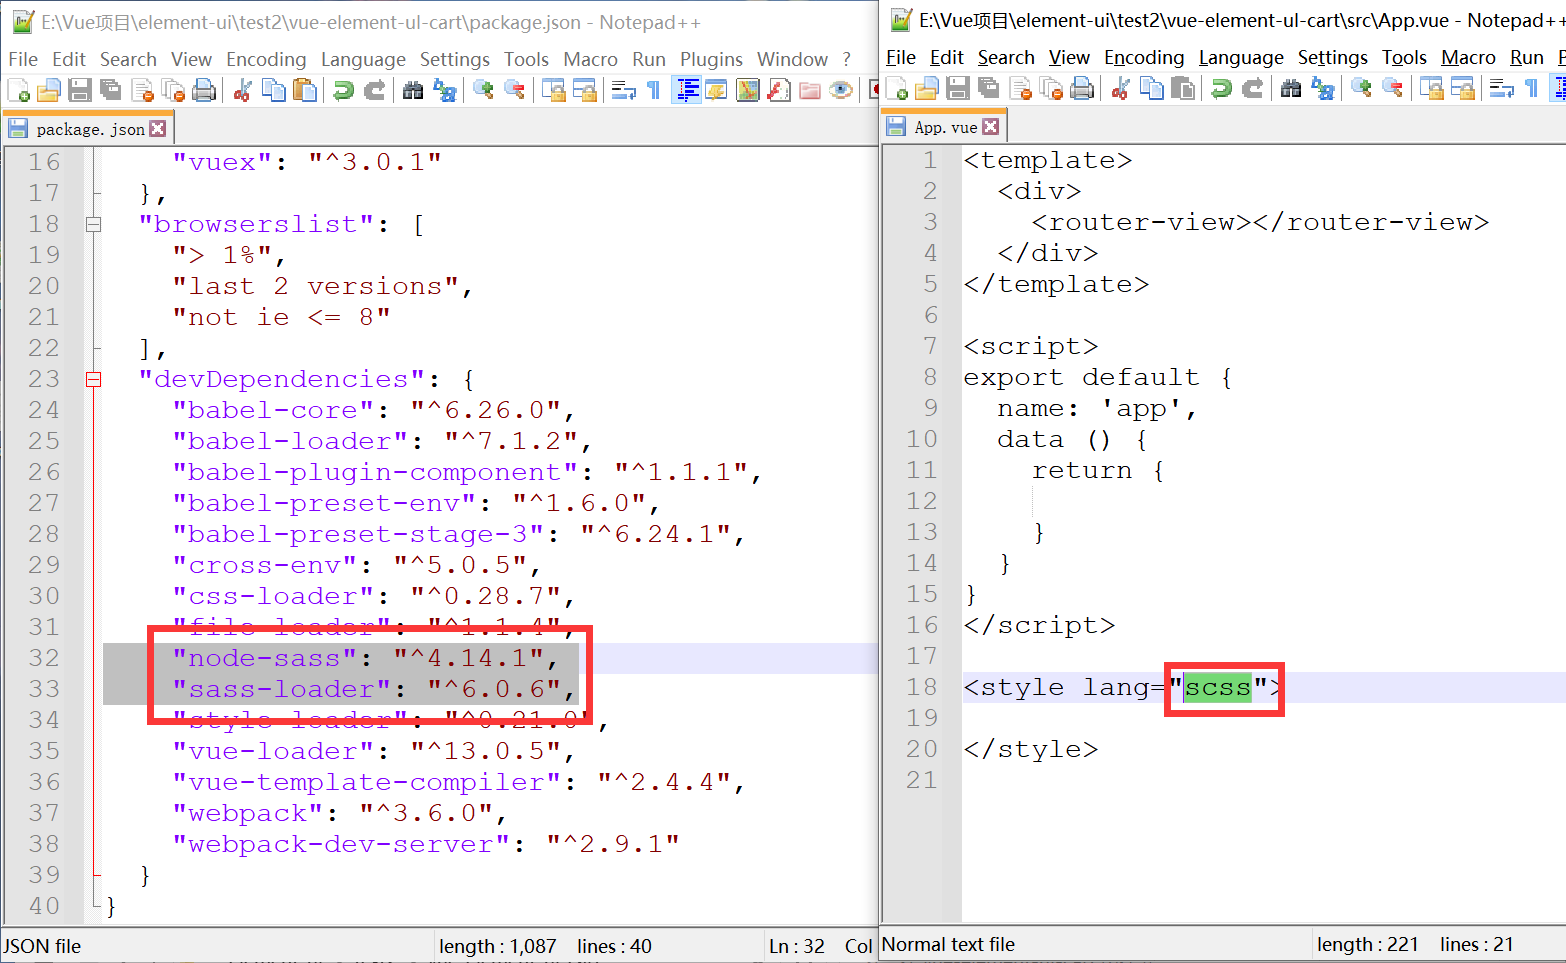 E:\Vue项目\element-ui\test2\vue-element-ul-cart\package.json - Notepad++
File Edit Search View Encoding Language Settings Tools Macro Run Plugins Window ?
package.json
16 "vuex": "^3.0.1"
17 },
18 "browserslist": [
19 "> 1%",
20 "last 2 versions",
21 "not ie <= 8"
22 ],
23 "devDependencies": {
24 "babel-core": "^6.26.0",
25 "babel-loader": "^7.1.2",
26 "babel-plugin-component": "^1.1.1",
27 "babel-preset-env": "^1.6.0",
28 "babel-preset-stage-3": "^6.24.1",
29 "cross-env": "^5.0.5",
30 "css-loader": "^0.28.7",
31 "file-loader": "^1.1.4",
32 "node-sass": "^4.14.1",
33 "sass-loader": "^6.0.6",
34 "style-loader": "^0.21.0",
35 "vue-loader": "^13.0.5",
36 "vue-template-compiler": "^2.4.4",
37 "webpack": "^3.6.0",
38 "webpack-dev-server": "^2.9.1"
39 }
40 }
JSON file length : 1,087 lines : 40 Ln : 32 Col
E:\Vue项目\element-ui\test2\vue-element-ul-cart\src\App.vue - Notepad++
File Edit Search View Encoding Language Settings Tools Macro Run P
App.vue
1 <template>
2 <div>
3 <router-view></router-view>
4 </div>
5 </template>
6
7 <script>
8 export default {
9 name: 'app',
10 data () {
11 return {
12
13 }
14 }
15 }
16 </script>
17
18 <style lang="scss">
19
20 </style>
21
Normal text file length : 221 lines : 21